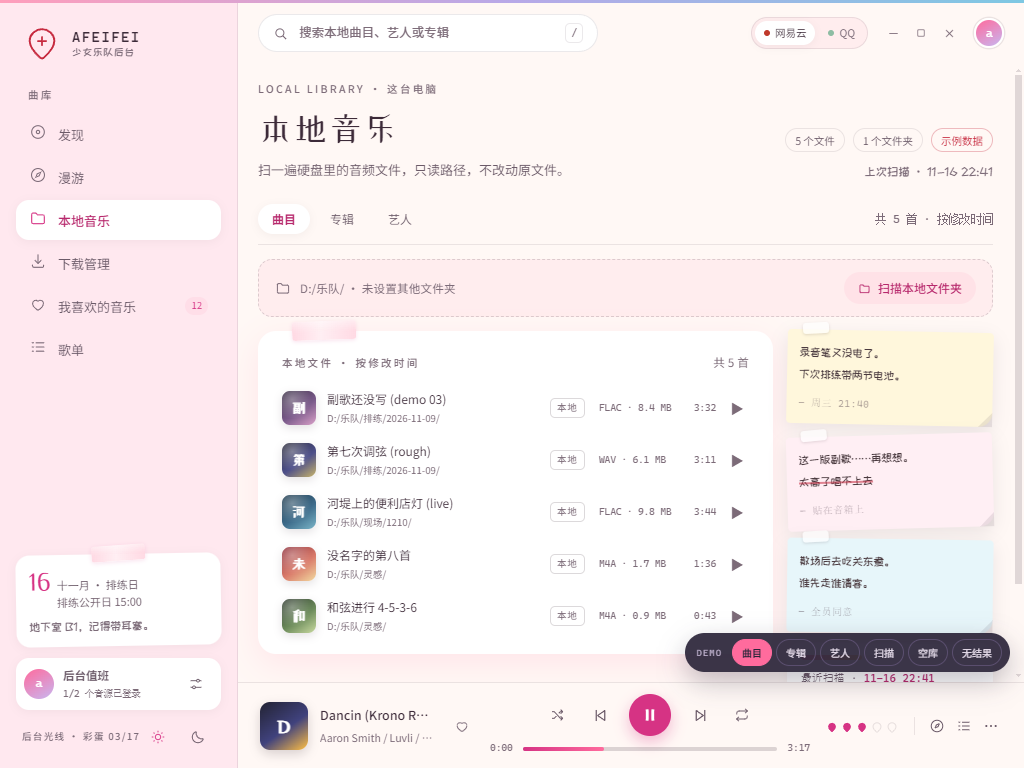 AFEIFEI
少女乐队后台
曲库
发现
漫游
本地音乐
下载管理
我喜欢的音乐 12
歌单
16 十一月 · 排练日
排练公开日 15:00
地下室 B1，记得带耳塞。
a 后台值班
1/2 个音源已登录
后台光线 · 彩蛋 03/17
搜索本地曲目、艺人或专辑 /
网易云 QQ
a
LOCAL LIBRARY · 这台电脑
本地音乐
扫一遍硬盘里的音频文件，只读路径，不改动原文件。
5 个文件 1 个文件夹 示例数据
上次扫描 · 11-16 22:41
曲目 专辑 艺人
共 5 首 · 按修改时间
D:/乐队/ · 未设置其他文件夹
扫描本地文件夹
本地文件 · 按修改时间 共 5 首
副 副歌还没写 (demo 03) 本地 FLAC · 8.4 MB 3:32
D:/乐队/排练/2026-11-09/
第 第七次调弦 (rough) 本地 WAV · 6.1 MB 3:11
D:/乐队/排练/2026-11-09/
河 河堤上的便利店灯 (live) 本地 FLAC · 9.8 MB 3:44
D:/乐队/现场/1210/
未 没名字的第八首 本地 M4A · 1.7 MB 1:36
D:/乐队/灵感/
和 和弦进行 4-5-3-6 本地 M4A · 0.9 MB 0:43
D:/乐队/灵感/
录音笔又没电了。
下次排练带两节电池。
— 周三 21:40
这一版副歌……再想想。
太高了唱不上去
— 贴在音箱上
散场后去吃关东煮。
谁先走谁请客。
— 全员同意
DEMO 曲目 专辑 艺人 扫描 空库 无结果
最近扫描 · 11-16 22:41
D Dancin (Krono R···
Aaron Smith / Luvli / ···
0:00 3:17